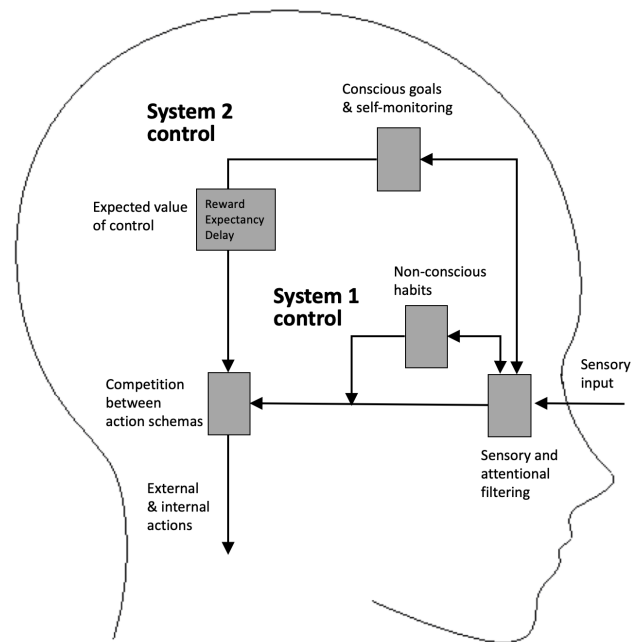 Conscious goals
& self-monitoring
System 2
control
Expected value
of control
Reward
Expectancy
Delay
Non-conscious
habits
System 1
control
Sensory
input
Competition
between
action schemas
Sensory and
attentional
filtering
External
& internal
actions